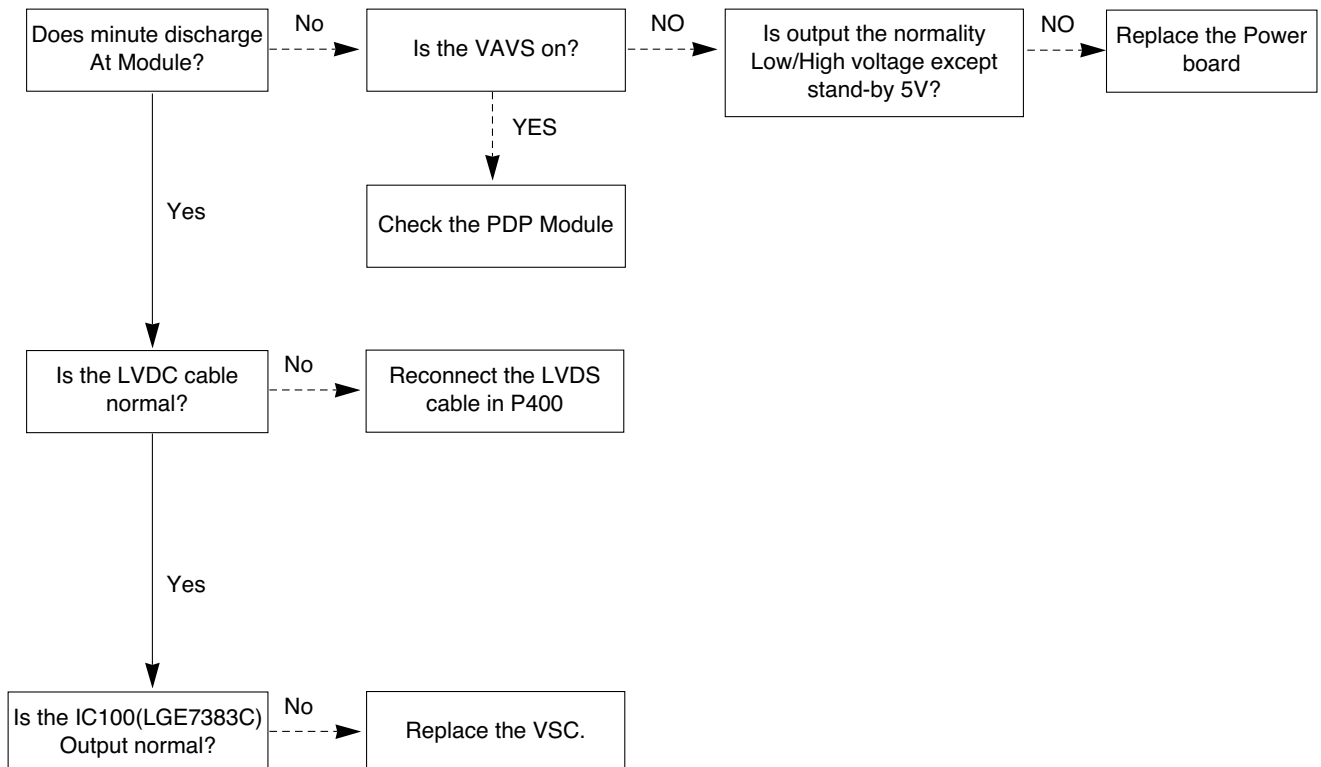 Does minute discharge
At Module?
No
Is the VAVS on?
NO
Is output the normality
Low/High voltage except
stand-by 5V?
NO
Replace the Power
board
YES
Check the PDP Module
Yes
Is the LVDC cable
normal?
No
Reconnect the LVDS
cable in P400
Yes
Is the IC100(LGE7383C)
Output normal?
No
Replace the VSC.